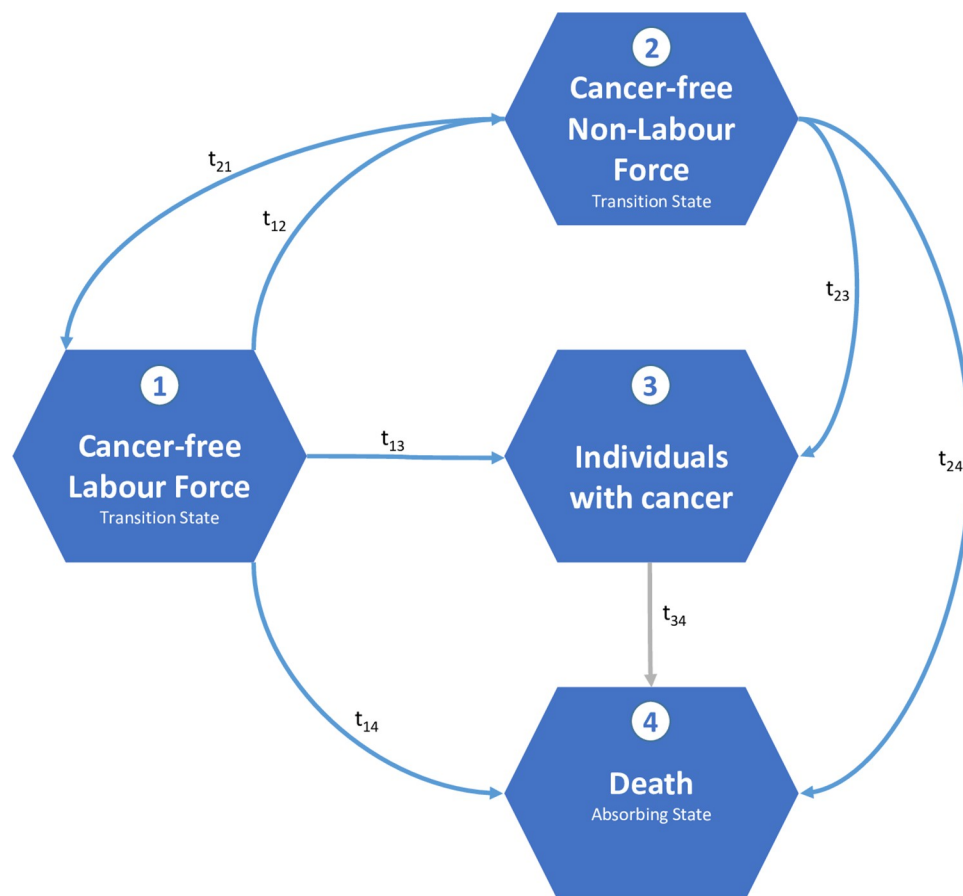 2
Cancer-free
Non-Labour
Force
Transition State
t21
t12
t23
1
Cancer-free
Labour Force
Transition State
t13
3
Individuals
with cancer
t24
t34
t14
4
Death
Absorbing State